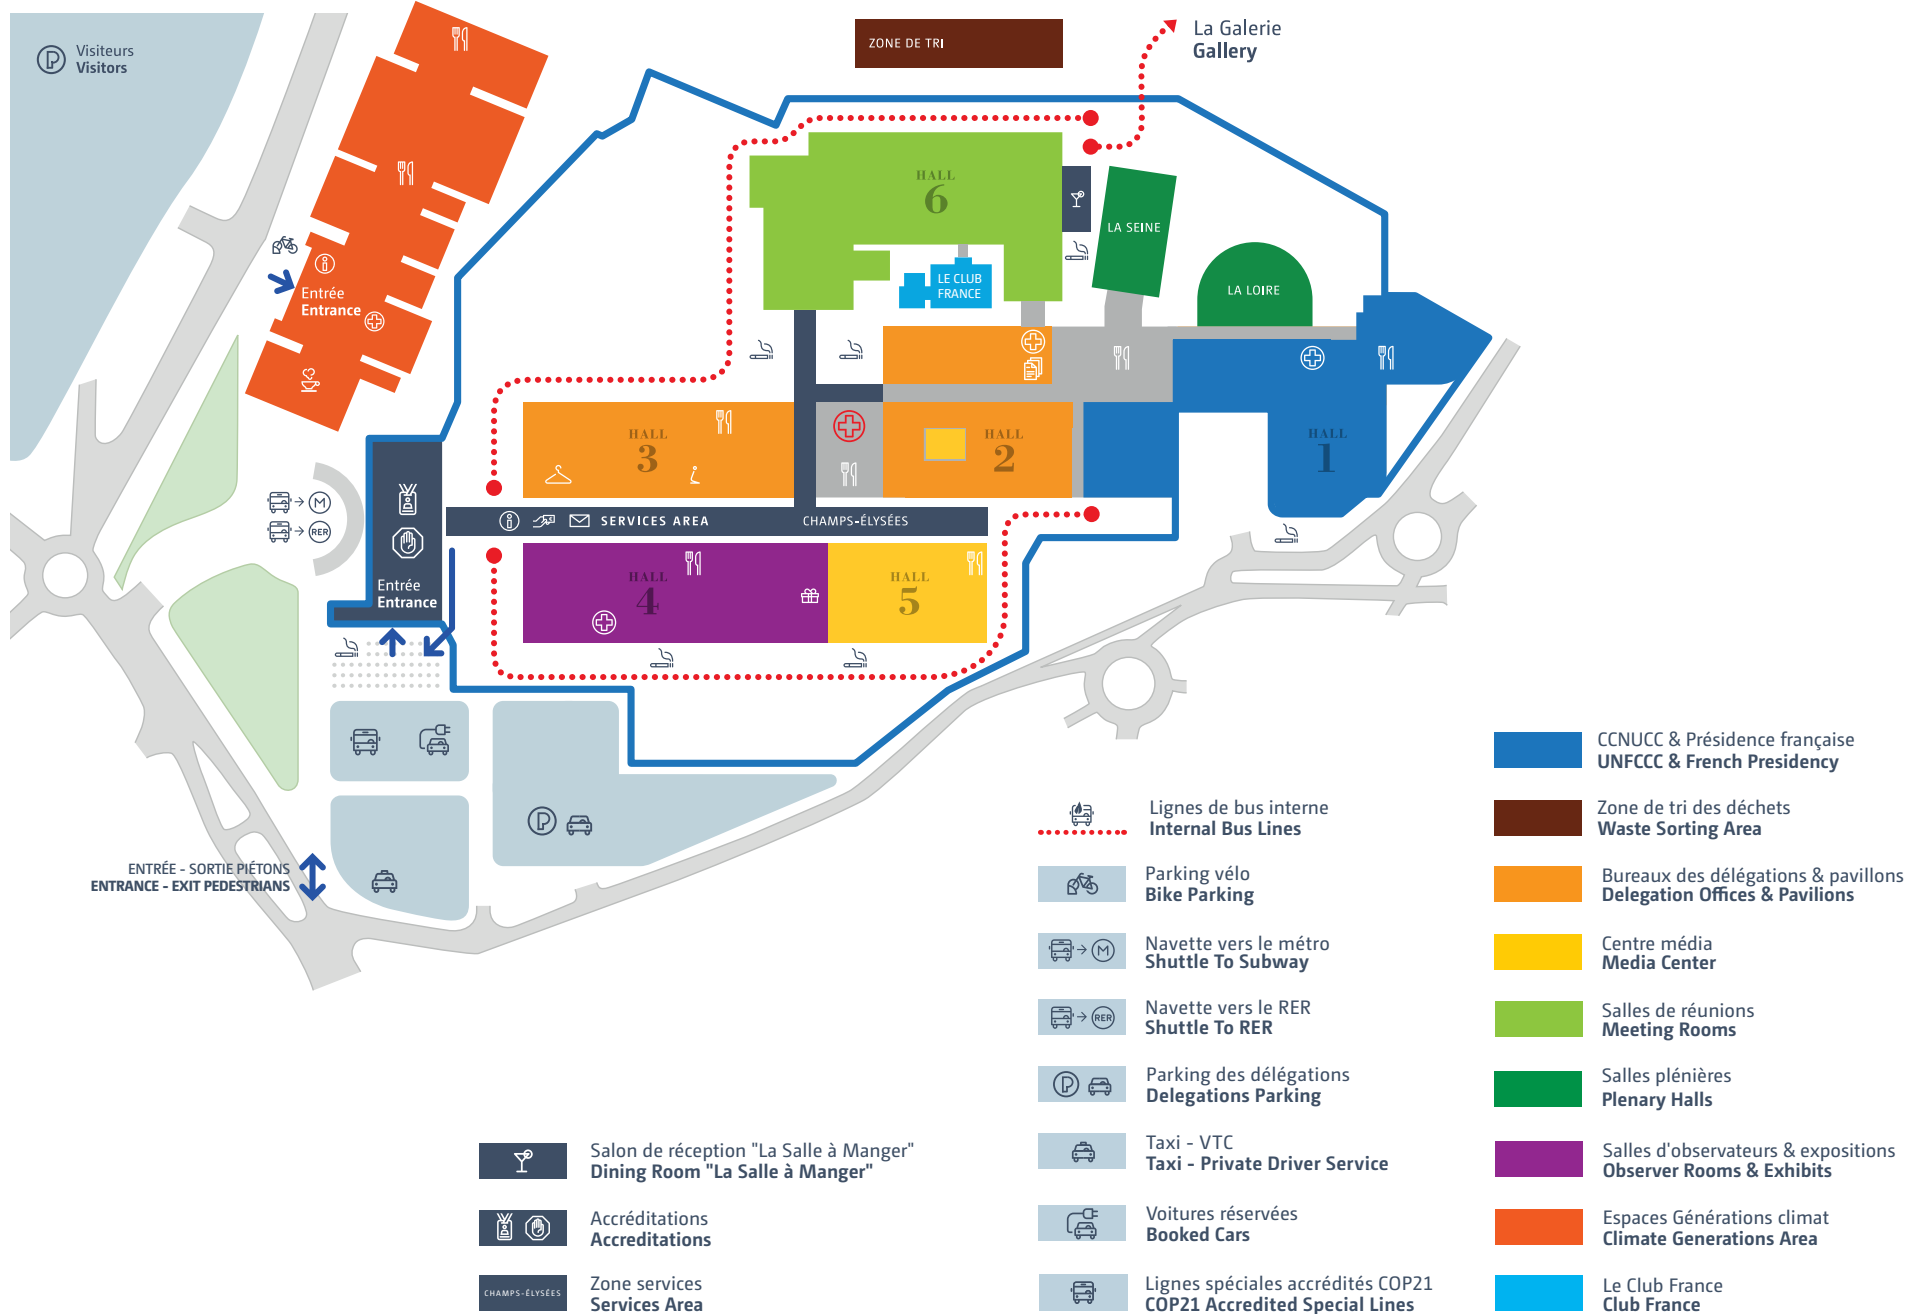 Visiteurs
Visitors
ZONE DE TRI
La Galerie
Gallery
HALL
6
LA SEINE
LE CLUB
FRANCE
LA LOIRE
Entrée
Entrance
HALL
3
HALL
2
HALL
1
M
RER
SERVICES AREA
CHAMPS-ÉLYSÉES
Entrée
Entrance
HALL
4
HALL
5
P
P
ENTRÉE - SORTIE PIÉTONS
ENTRANCE - EXIT PEDESTRIANS
Salon de réception "La Salle à Manger"
Dining Room "La Salle à Manger"
Accréditations
Accreditations
CHAMPS-ÉLYSÉES
Zone services
Services Area
Lignes de bus interne
Internal Bus Lines
Parking vélo
Bike Parking
M
Navette vers le métro
Shuttle To Subway
RER
Navette vers le RER
Shuttle To RER
P
Parking des délégations
Delegations Parking
Taxi - VTC
Taxi - Private Driver Service
Voitures réservées
Booked Cars
Lignes spéciales accrédités COP21
COP21 Accredited Special Lines
CCNUCC & Présidence française
UNFCCC & French Presidency
Zone de tri des déchets
Waste Sorting Area
Bureaux des délégations & pavillons
Delegation Offices & Pavilions
Centre média
Media Center
Salles de réunions
Meeting Rooms
Salles plénières
Plenary Halls
Salles d'observateurs & expositions
Observer Rooms & Exhibits
Espaces Générations climat
Climate Generations Area
Le Club France
Club France